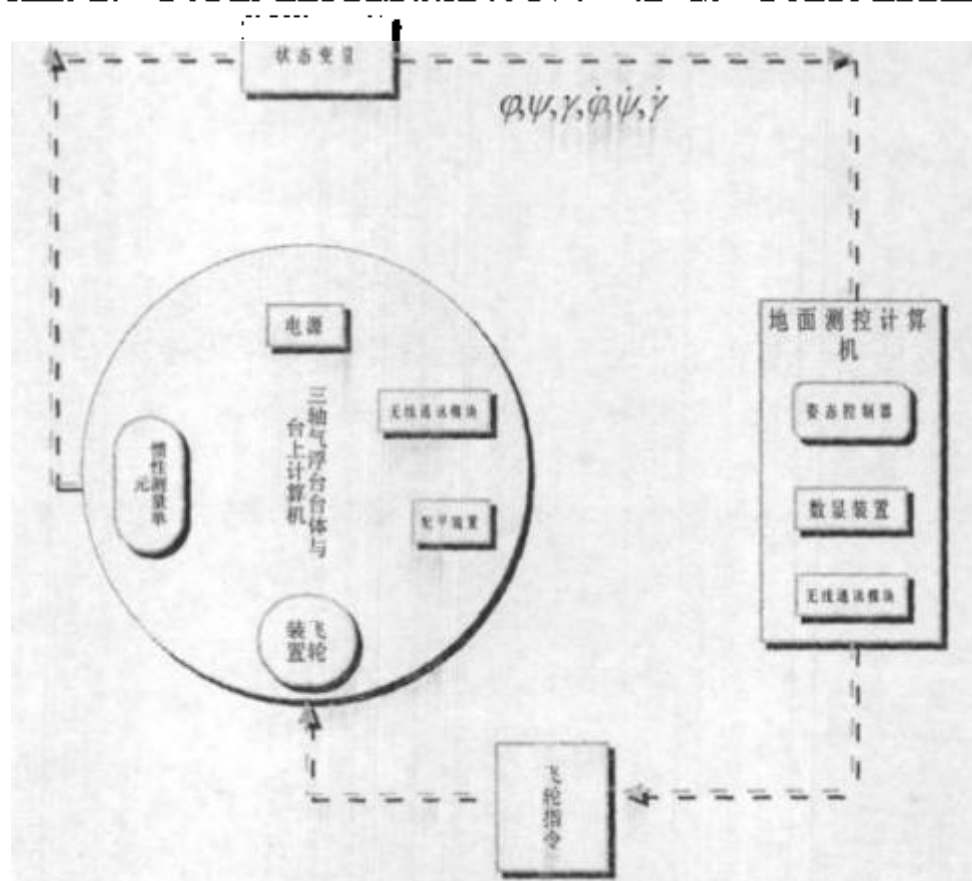 状态变量
φ,ψ,γ,φ̇,ψ̇,γ̇
电源
三轴气浮台台体与
台上计算机
无线通讯模块
配平装置
惯性测量单
元
飞轮
装置
地面测控计算
机
姿态控制器
数显装置
无线通讯模块
飞轮指令